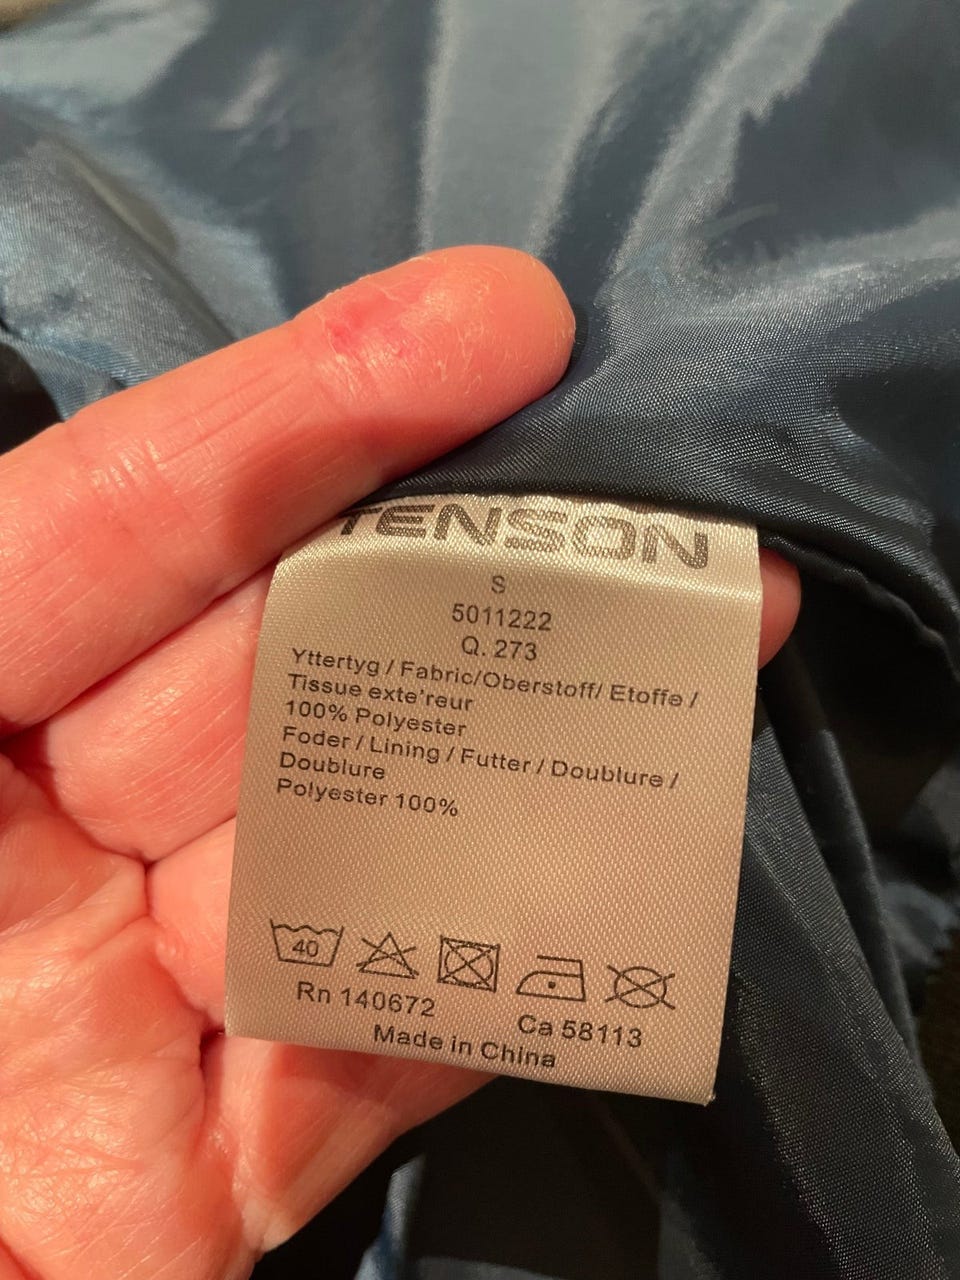 TENSON
S
5011222
Q. 273
Yttertyg / Fabric/Oberstoff/ Etoffe /
Tissue exte'reur
100% Polyester
Foder / Lining / Futter / Doublure /
Doublure
Polyester 100%
40
Rn 140672 Ca 58113
Made in China